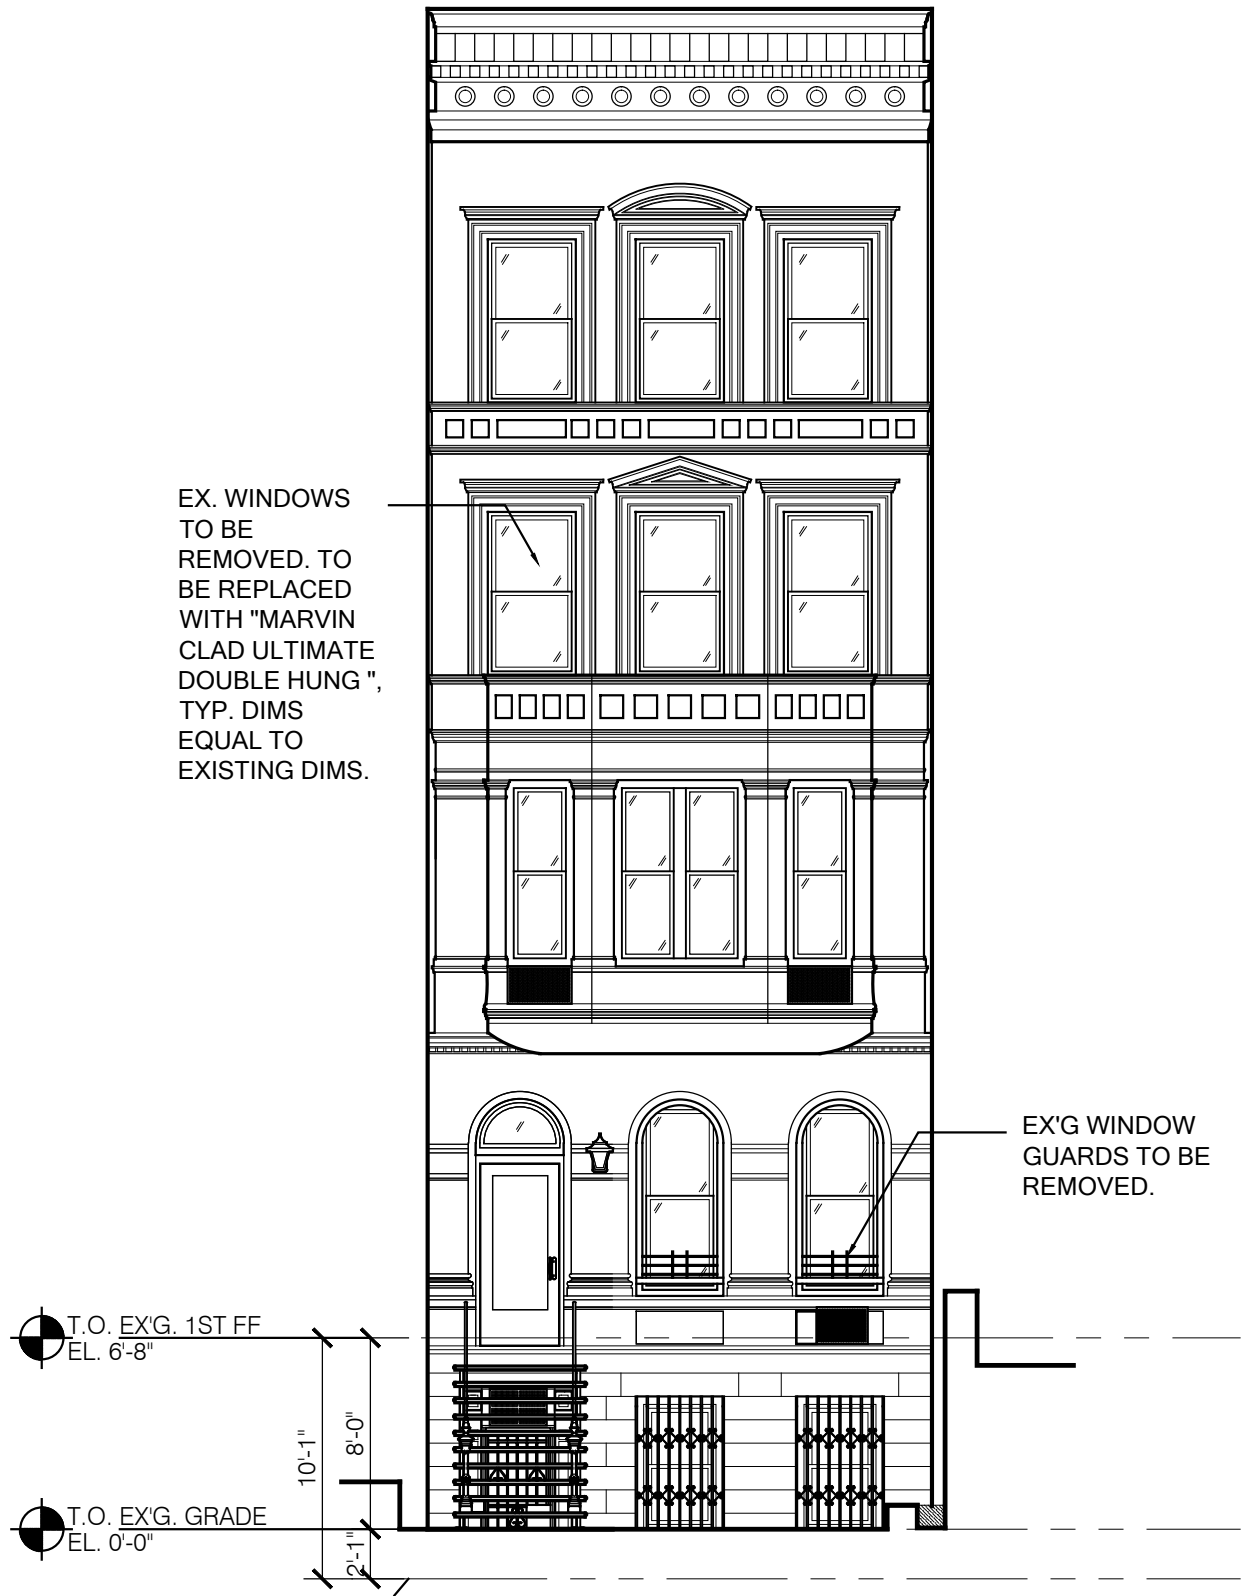 EX. WINDOWS
TO BE
REMOVED. TO
BE REPLACED
WITH "MARVIN
CLAD ULTIMATE
DOUBLE HUNG ",
TYP. DIMS
EQUAL TO
EXISTING DIMS.
EX'G WINDOW
GUARDS TO BE
REMOVED.
T.O. EX'G. 1ST FF
EL. 6'-8"
10'-1"
8'-0"
T.O. EX'G. GRADE
EL. 0'-0"
2'-1"